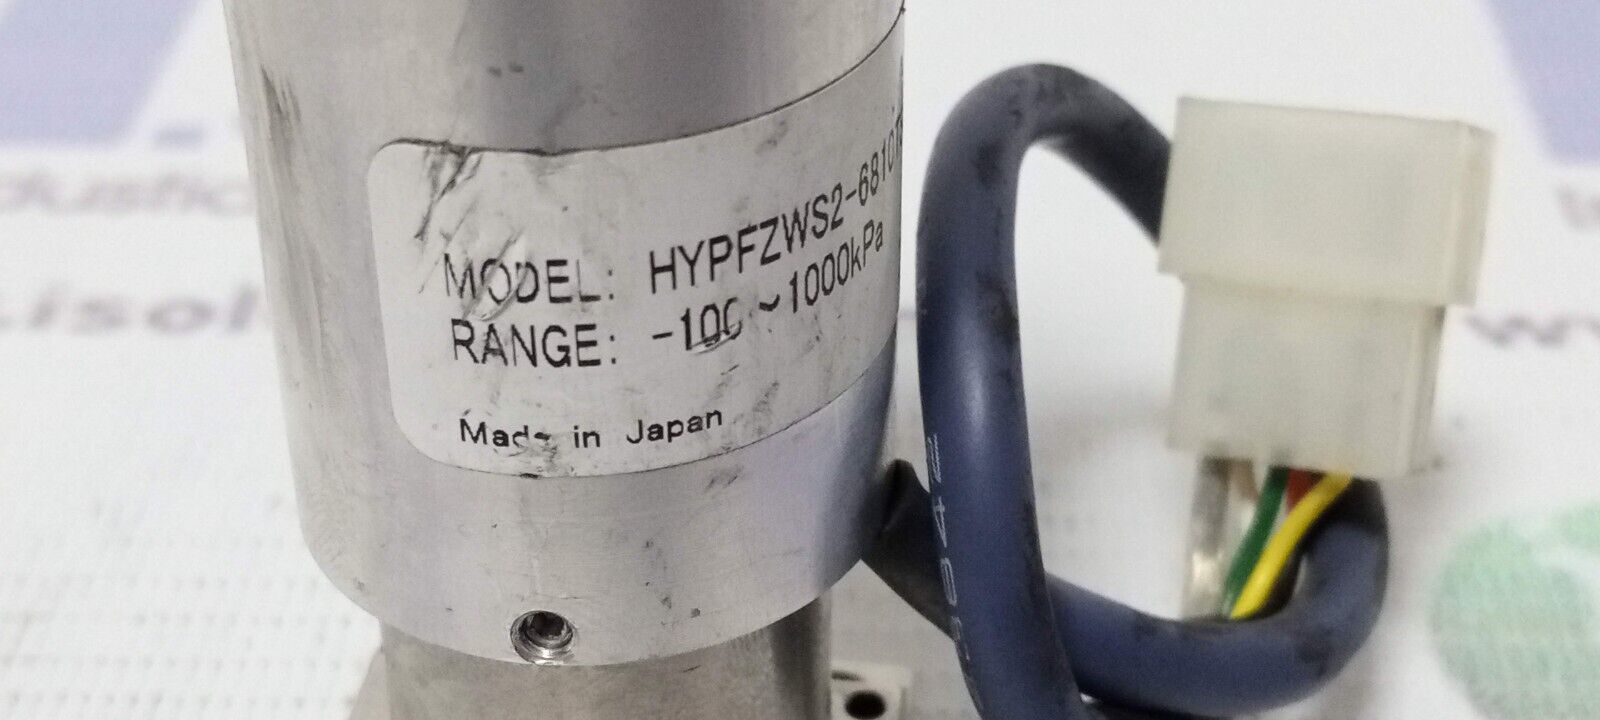 MODEL: HYPFZWS2-6810
RANGE: -100 ~ 1000kPa
Made in Japan